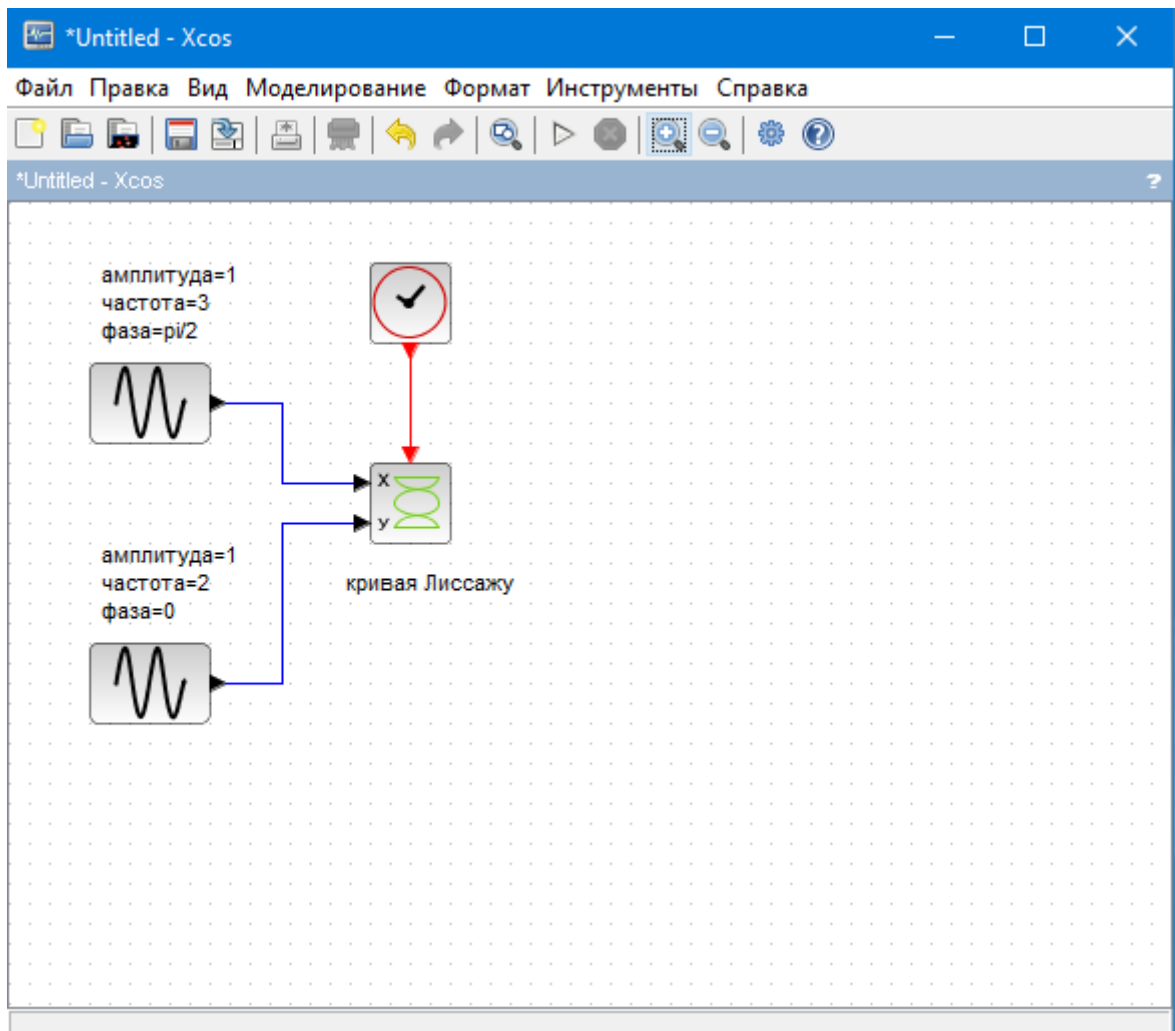 *Untitled - Xcos
Файл Правка Вид Моделирование Формат Инструменты Справка
*Untitled - Xcos
?
амплитуда=1
частота=3
фаза=pi/2
X
y
амплитуда=1
частота=2
фаза=0
кривая Лиссажу